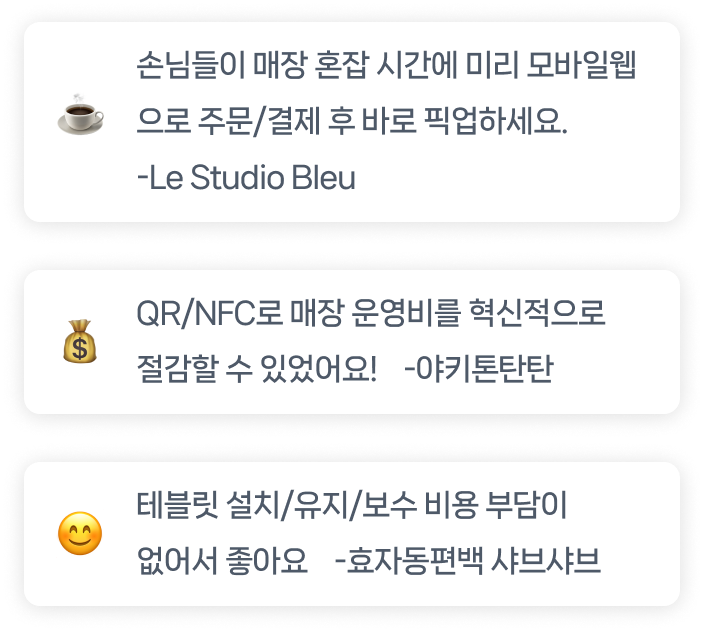 손님들이 매장 혼잡 시간에 미리 모바일웹
으로 주문/결제 후 바로 픽업하세요.
-Le Studio Bleu
QR/NFC로 매장 운영비를 혁신적으로
절감할 수 있었어요! -야키톤탄탄
테블릿 설치/유지/보수 비용 부담이
없어서 좋아요 -효자동편백 샤브샤브